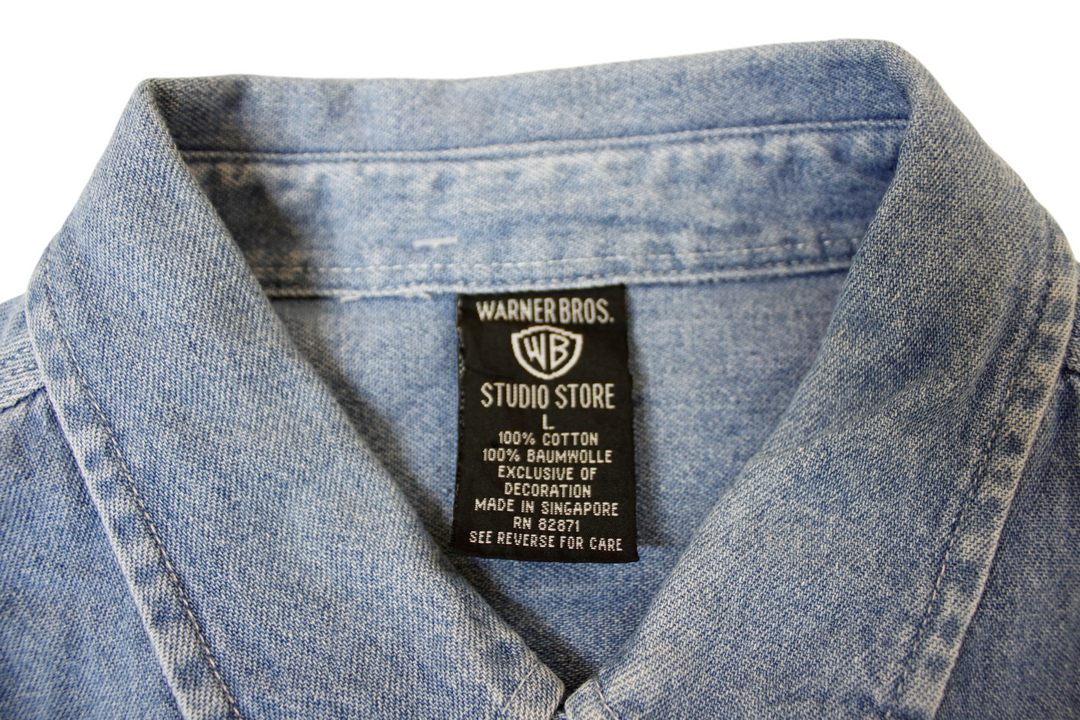 WARNER BROS.
WB
STUDIO STORE
L
100% COTTON
100% BAUMWOLLE
EXCLUSIVE OF
DECORATION
MADE IN SINGAPORE
RN 82871
SEE REVERSE FOR CARE